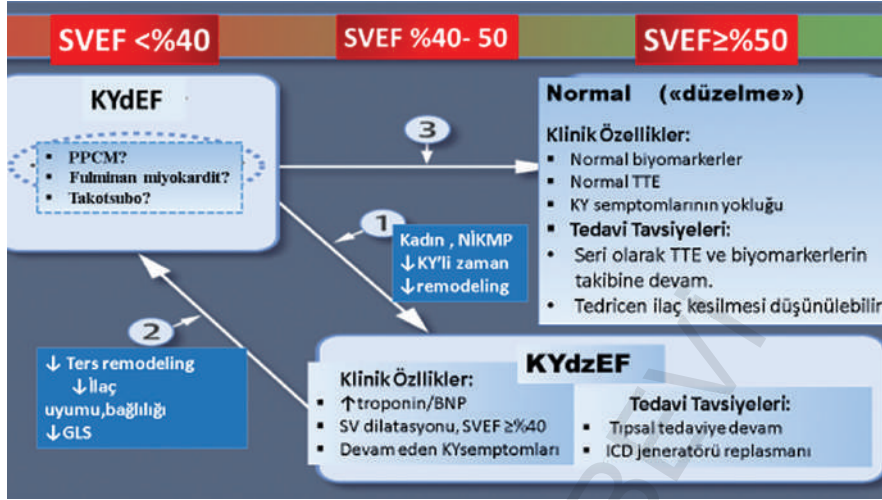 SVEF <%40
SVEF %40- 50
SVEF≥%50
KYdEF
▪ PPCM?
▪ Fulminan miyokardit?
▪ Takotsubo?
3
Normal («düzelme»)
Klinik Özellikler:
▪ Normal biyomarkerler
▪ Normal TTE
▪ KY semptomlarının yokluğu
▪ Tedavi Tavsiyeleri:
• Seri olarak TTE ve biyomarkerlerin
takibine devam.
• Tedricen ilaç kesilmesi düşünülebilir
1
Kadın , NİKMP
↓KY'li zaman
↓remodeling
2
↓ Ters remodeling
↓İlaç
uyumu,bağlılığı
↓GLS
KYdzEF
Klinik Özllikler:
▪ ↑troponin/BNP
▪ SV dilatasyonu, SVEF ≥%40
▪ Devam eden KYsemptomları
Tedavi Tavsiyeleri:
▪ Tıpsal tedaviye devam
▪ ICD jeneratörü replasmanı
BEVİ